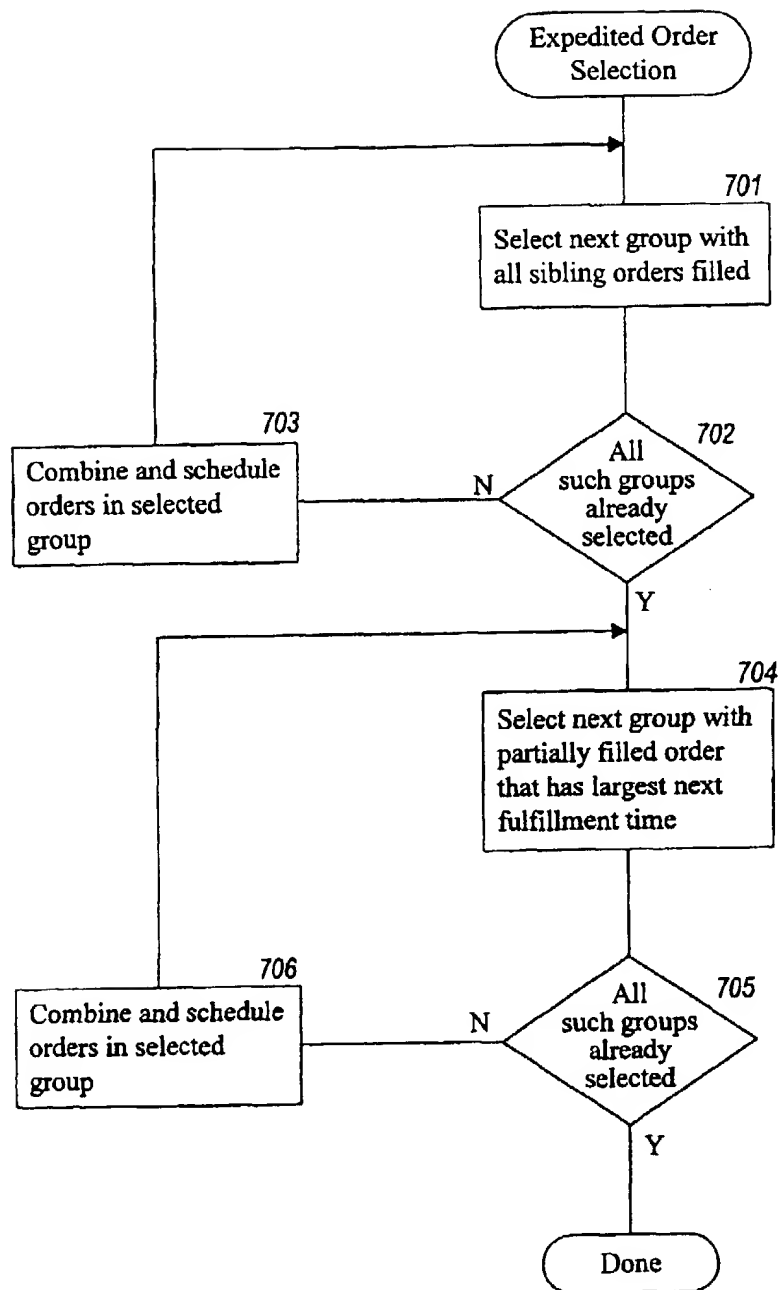 Expedited Order
Selection
701
Select next group with
all sibling orders filled
703
Combine and schedule
orders in selected
group
N
702
All
such groups
already
selected
Y
704
Select next group with
partially filled order
that has largest next
fulfillment time
706
Combine and schedule
orders in selected
group
N
705
All
such groups
already
selected
Y
Done